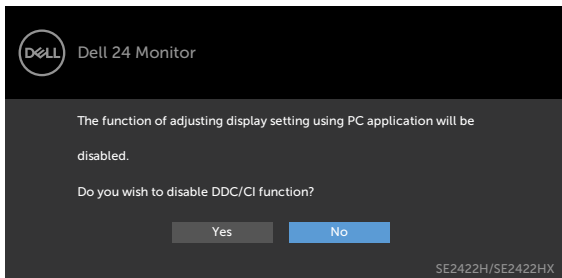 DELL
Dell 24 Monitor
The function of adjusting display setting using PC application will be
disabled.
Do you wish to disable DDC/CI function?
Yes
No
SE2422H/SE2422HX